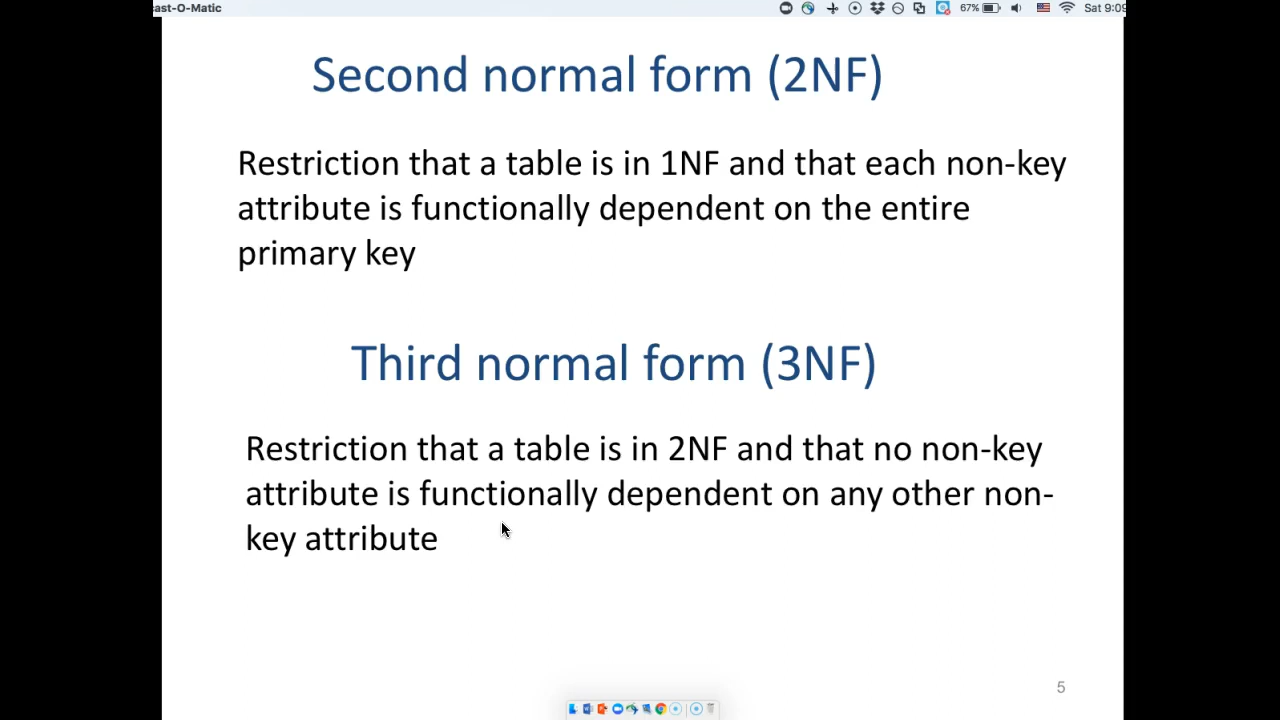 cast-O-Matic
67%
Sat 9:09
Second normal form (2NF)
Restriction that a table is in 1NF and that each non-key
attribute is functionally dependent on the entire
primary key
Third normal form (3NF)
Restriction that a table is in 2NF and that no non-key
attribute is functionally dependent on any other non-
key attribute
5